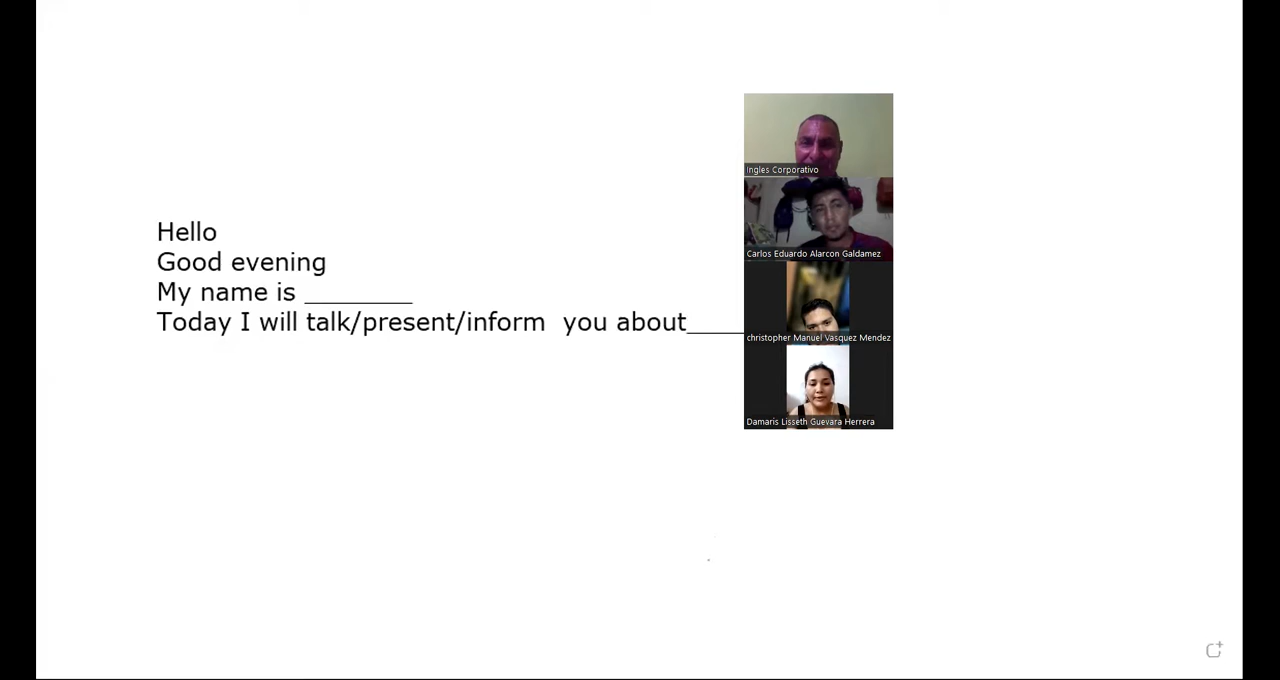 Hello
Good evening
My name is ________
Today I will talk/present/inform  you about_____
Ingles Corporativo
Carlos Eduardo Alarcon Galdamez
christopher Manuel Vasquez Mendez
Damaris Lisseth Guevara Herrera